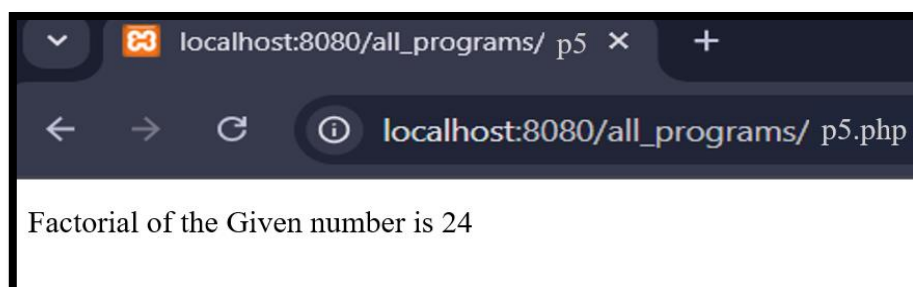 localhost:8080/all_programs/ p5
localhost:8080/all_programs/ p5.php
Factorial of the Given number is 24